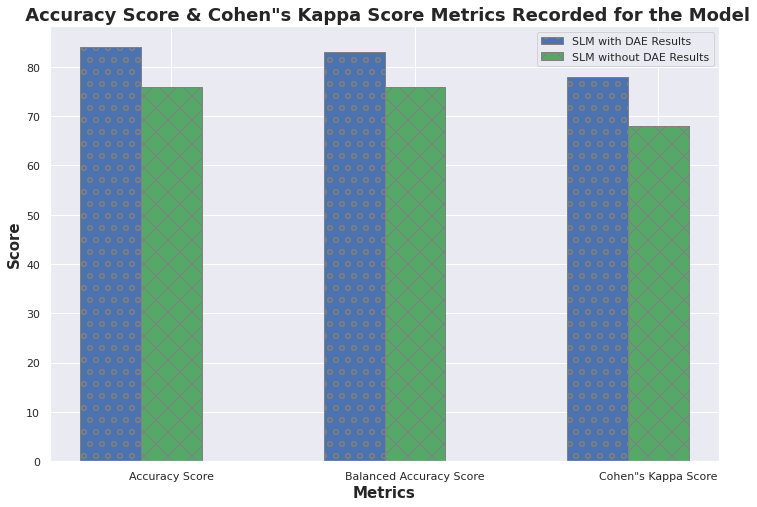 Accuracy Score & Cohen"s Kappa Score Metrics Recorded for the Model
SLM with DAE Results
SLM without DAE Results
Score
80
70
60
50
40
30
20
10
0
Accuracy Score Balanced Accuracy Score Cohen"s Kappa Score
Metrics